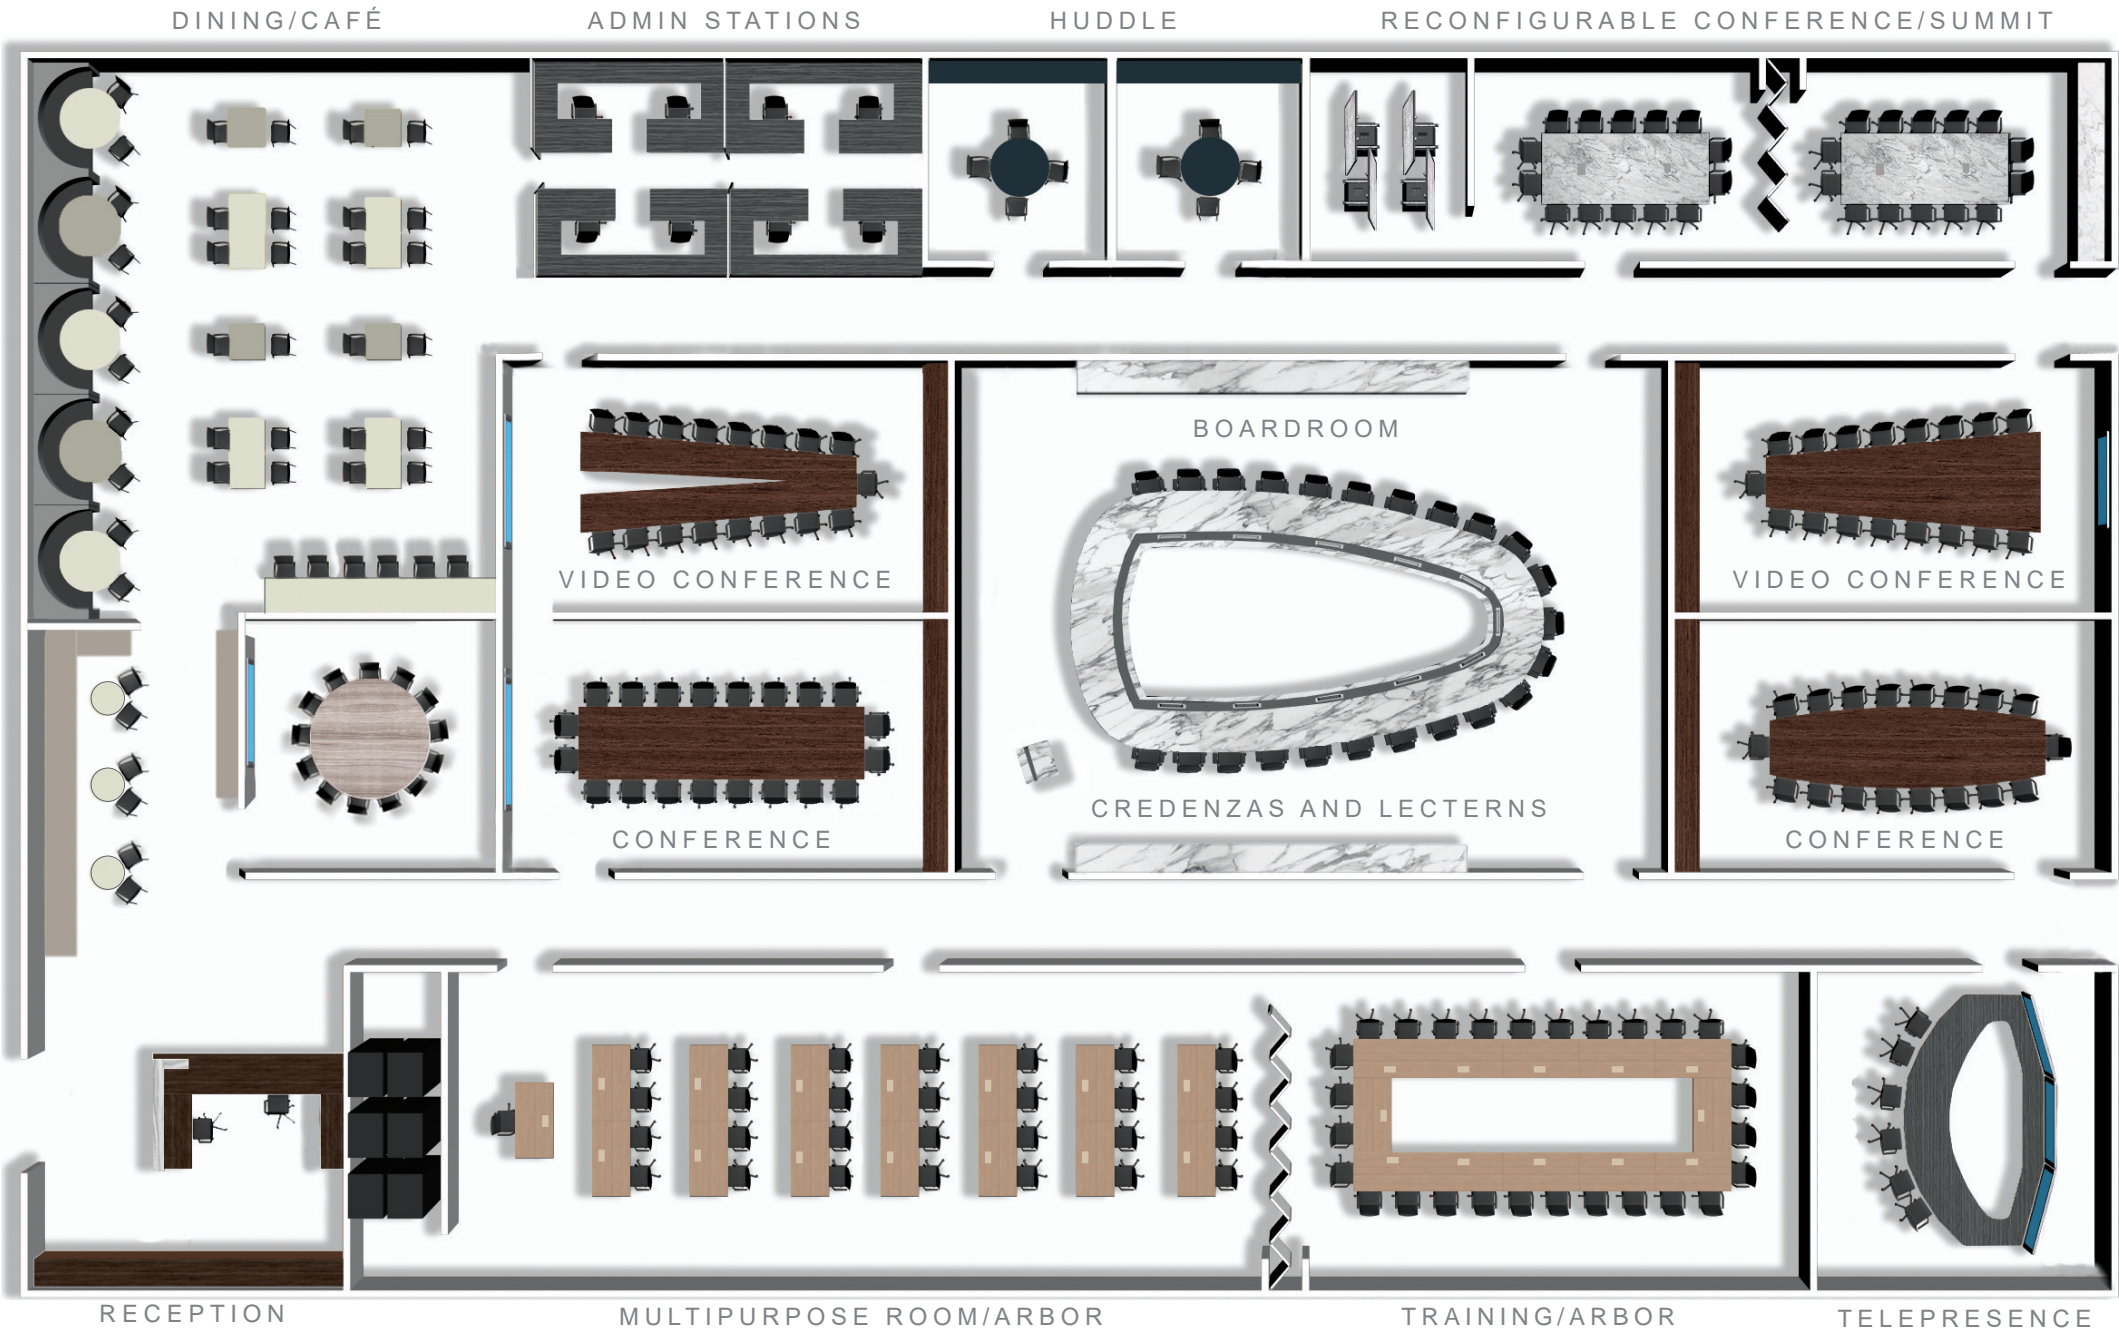 DINING/CAFÉ
ADMIN STATIONS
HUDDLE
RECONFIGURABLE CONFERENCE/SUMMIT
BOARDROOM
VIDEO CONFERENCE
VIDEO CONFERENCE
CREDENZAS AND LECTERNS
CONFERENCE
CONFERENCE
RECEPTION
MULTIPURPOSE ROOM/ARBOR
TRAINING/ARBOR
TELEPRESENCE